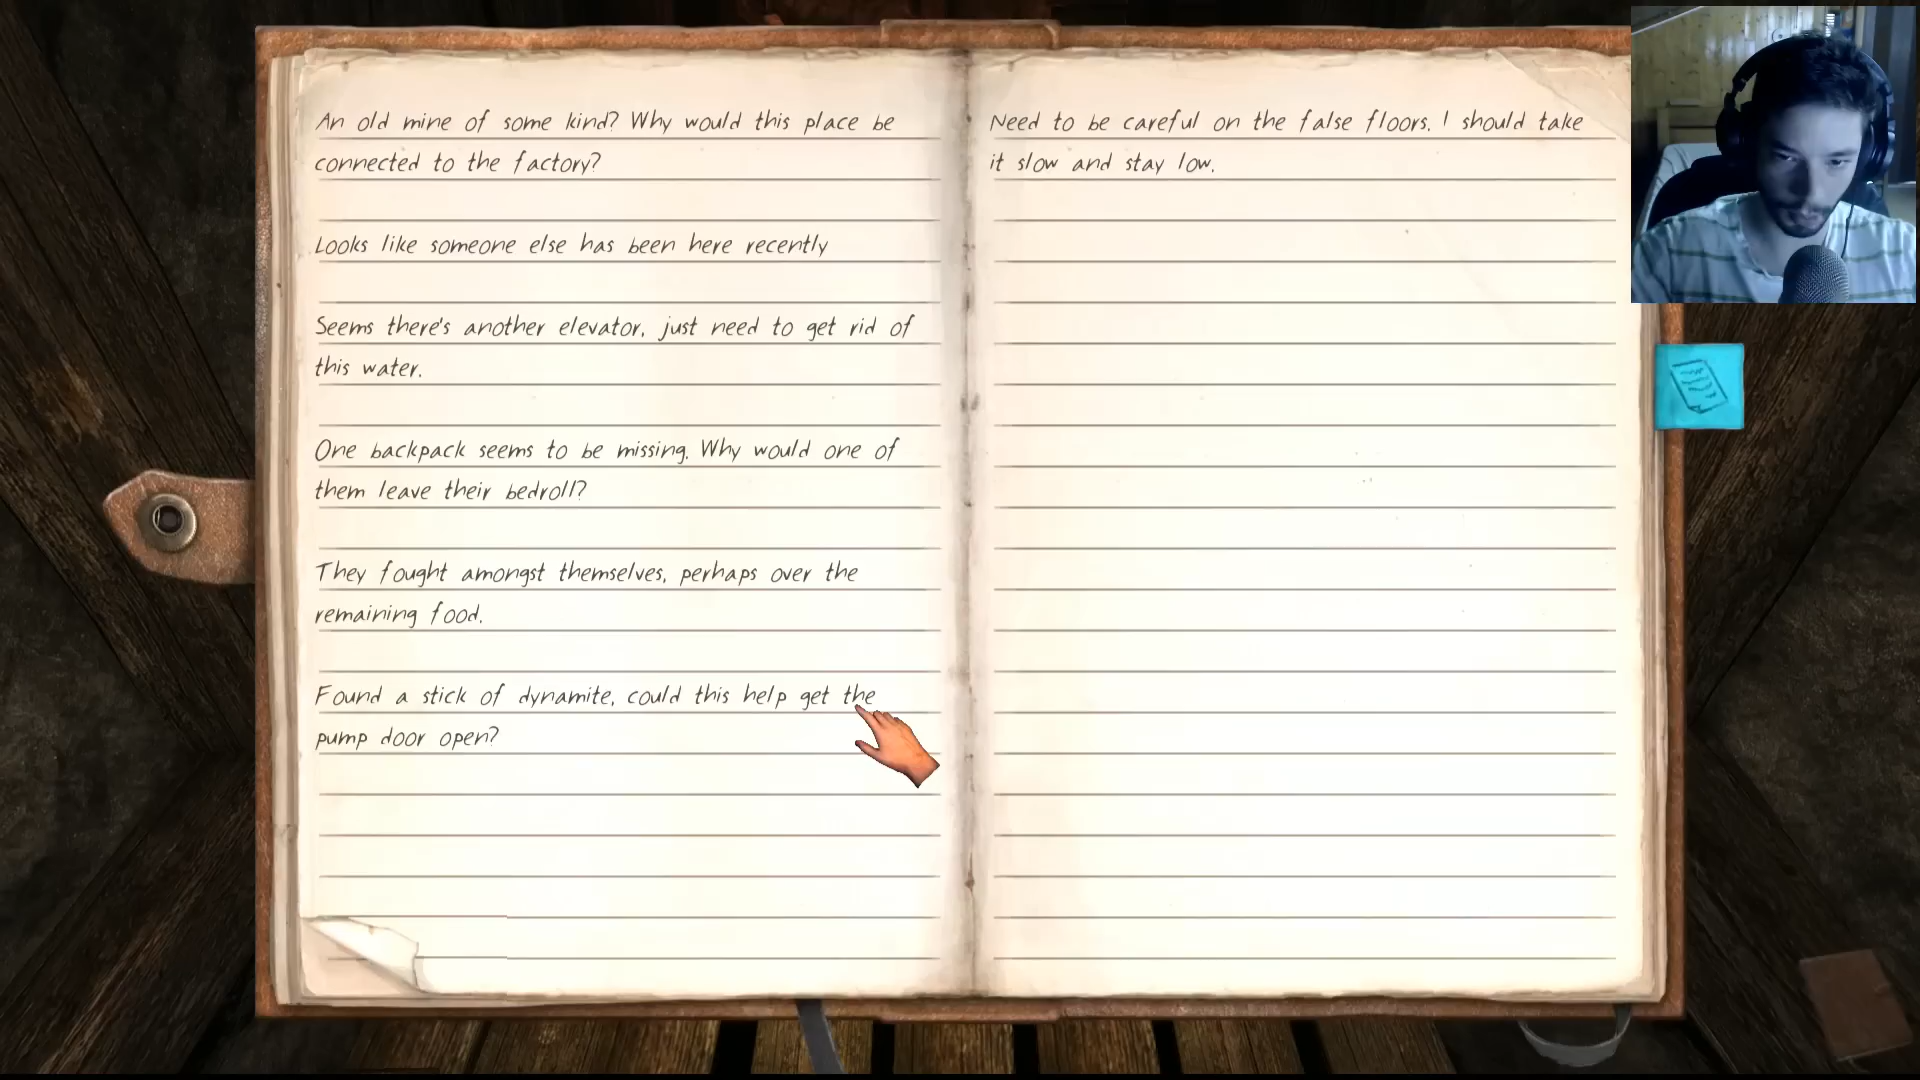 An old mine of some kind? Why would this place be
connected to the factory?
Looks like someone else has been here recently
Seems there's another elevator, just need to get rid of
this water.
One backpack seems to be missing. Why would one of
them leave their bedroll?
They fought amongst themselves, perhaps over the
remaining food.
Found a stick of dynamite, could this help get the
pump door open?
Need to be careful on the false floors. I should take
it slow and stay low.